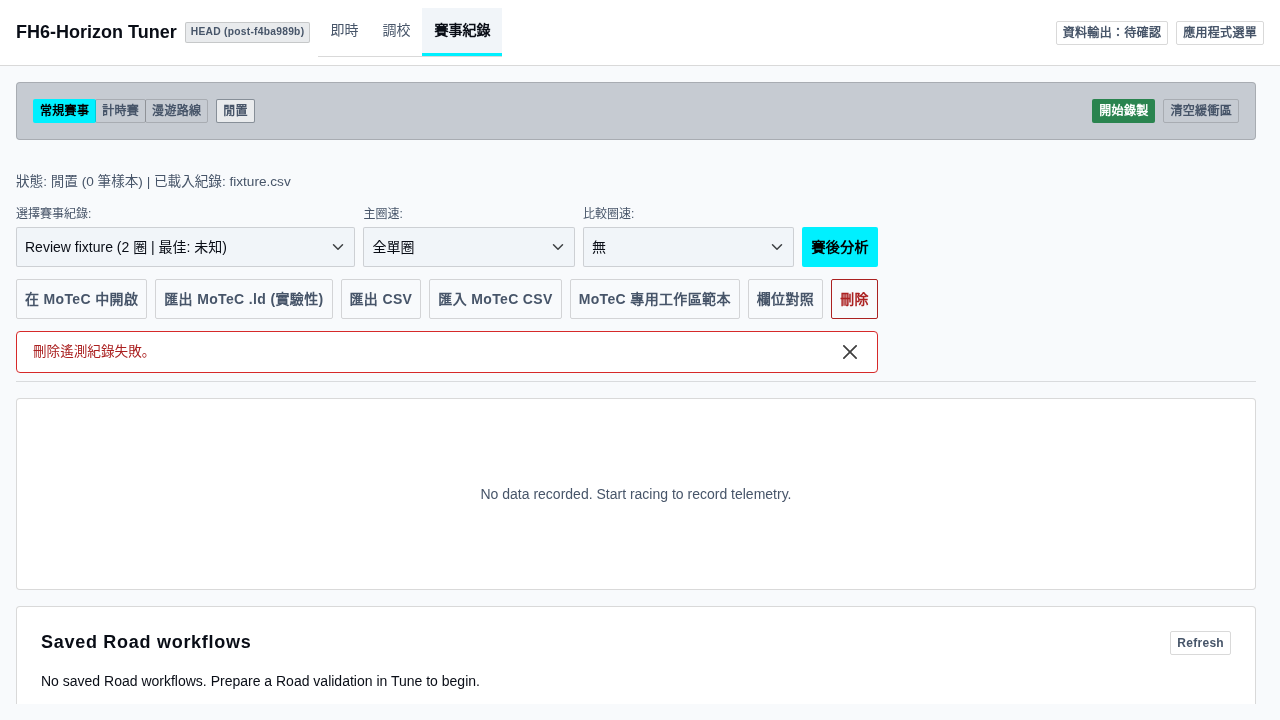 FH6-Horizon Tuner HEAD (post-f4ba989b) 即時 調校 賽事紀錄 資料輸出：待確認 應用程式選單
常規賽事 計時賽 漫遊路線 閒置 開始錄製 清空緩衝區
狀態: 閒置 (0 筆樣本) | 已載入紀錄: fixture.csv
選擇賽事紀錄: 主圈速: 比較圈速:
Review fixture (2 圈 | 最佳: 未知) 全單圈 無 賽後分析
在 MoTeC 中開啟 匯出 MoTeC .ld (實驗性) 匯出 CSV 匯入 MoTeC CSV MoTeC 專用工作區範本 欄位對照 刪除
刪除遙測紀錄失敗。
No data recorded. Start racing to record telemetry.
Saved Road workflows Refresh
No saved Road workflows. Prepare a Road validation in Tune to begin.